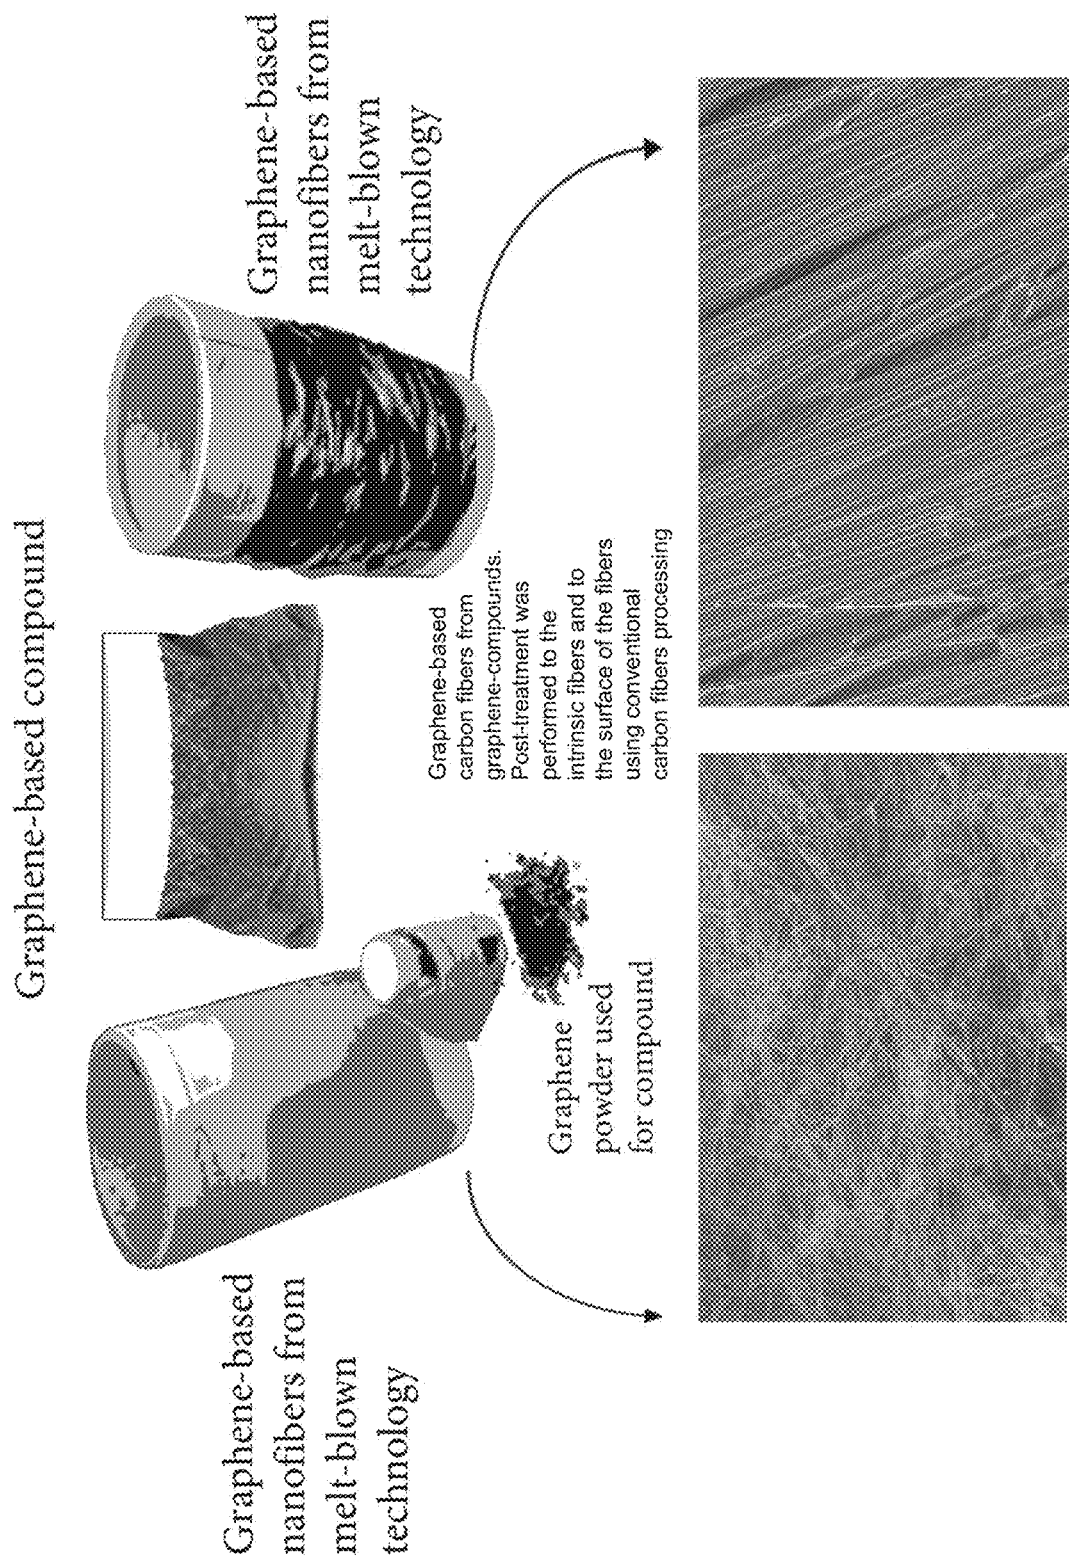 Graphene-based compound
Graphene-based
nanofibers from
melt-blown
technology
Graphene
powder used
for compound
Graphene-based
carbon fibers from
graphene-compounds.
Post-treatment was
performed to the
intrinsic fibers and to
the surface of the fibers
using conventional
carbon fibers processing
Graphene-based
nanofibers from
melt-blown
technology